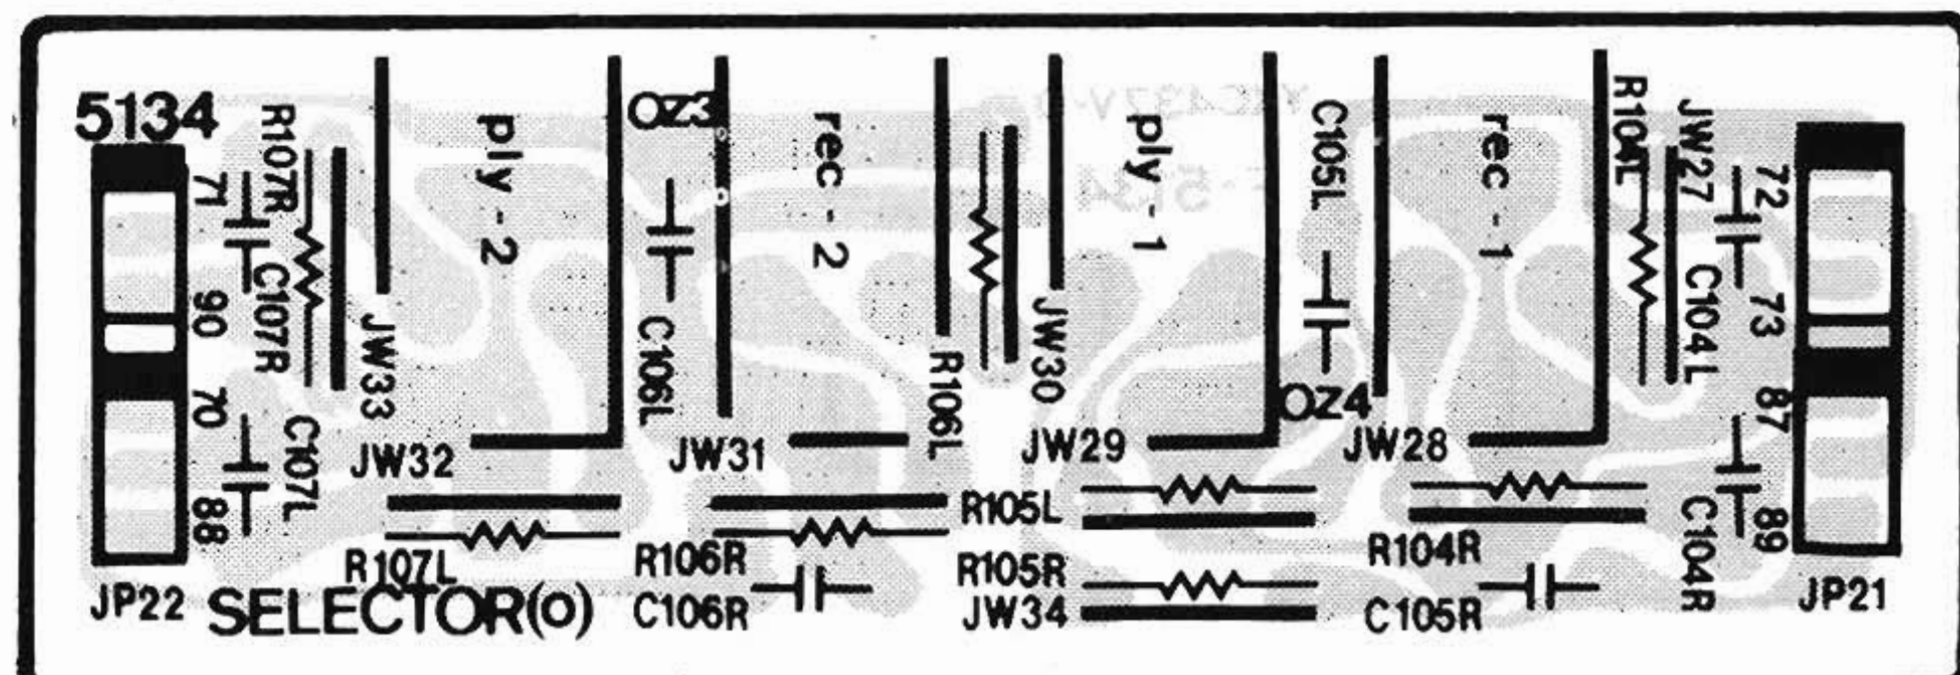 5134
R107R
71
C107R
90
70
C107L
88
JP22
SELECTOR(o)
JW33
ply - 2
JW32
R107L
OZ3
C106L
JW31
rec - 2
R106L
R106R
C106R
JW30
ply - 1
JW29
R105L
R105R
JW34
C105L
OZ4
rec - 1
JW28
R104R
C105R
R104L
JW27
C104L
72
73
87
89
C104R
JP21